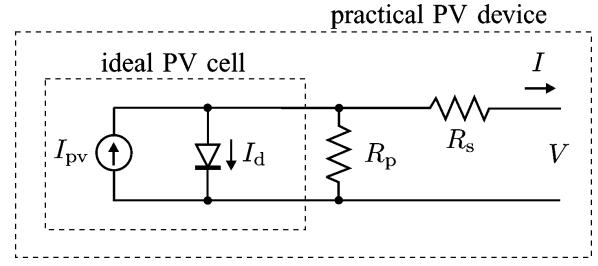 practical PV device
ideal PV cell
I
I_pv
I_d
R_p
R_s
V